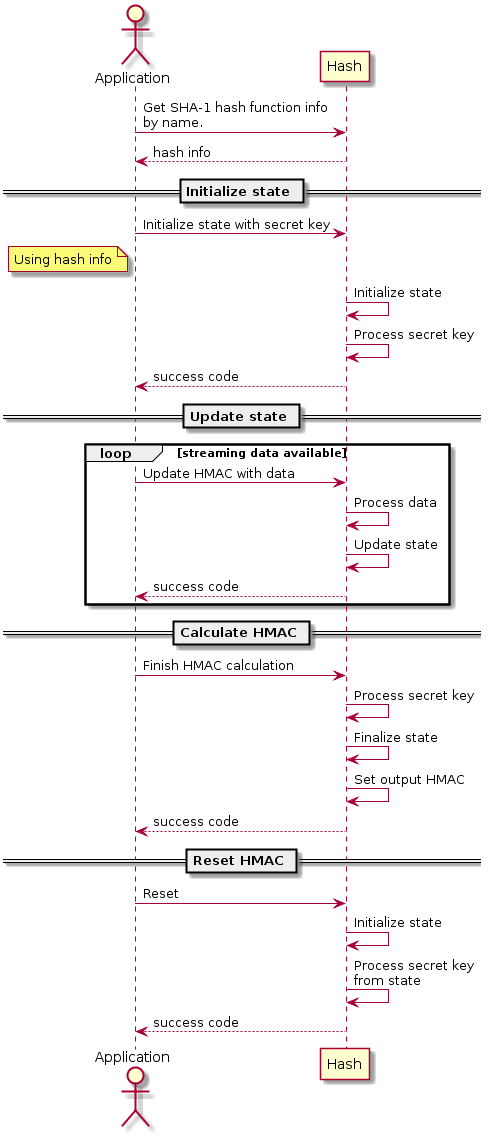 Application
Hash
Get SHA-1 hash function info
by name.
hash info
Initialize state
Initialize state with secret key
Using hash info
Initialize state
Process secret key
success code
Update state
loop [streaming data available]
Update HMAC with data
Process data
Update state
success code
Calculate HMAC
Finish HMAC calculation
Process secret key
Finalize state
Set output HMAC
success code
Reset HMAC
Reset
Initialize state
Process secret key
from state
success code
Application
Hash